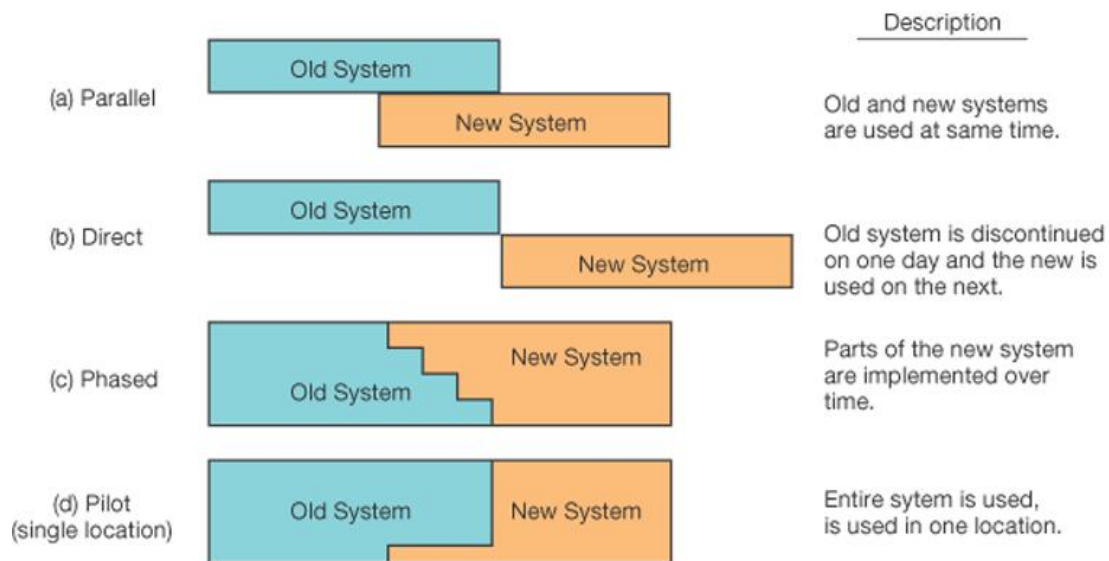 Description
(a) Parallel
Old System
New System
Old and new systems
are used at same time.
(b) Direct
Old System
New System
Old system is discontinued
on one day and the new is
used on the next.
(c) Phased
Old System
New System
Parts of the new system
are implemented over
time.
(d) Pilot
(single location)
Old System
New System
Entire sytem is used,
is used in one location.